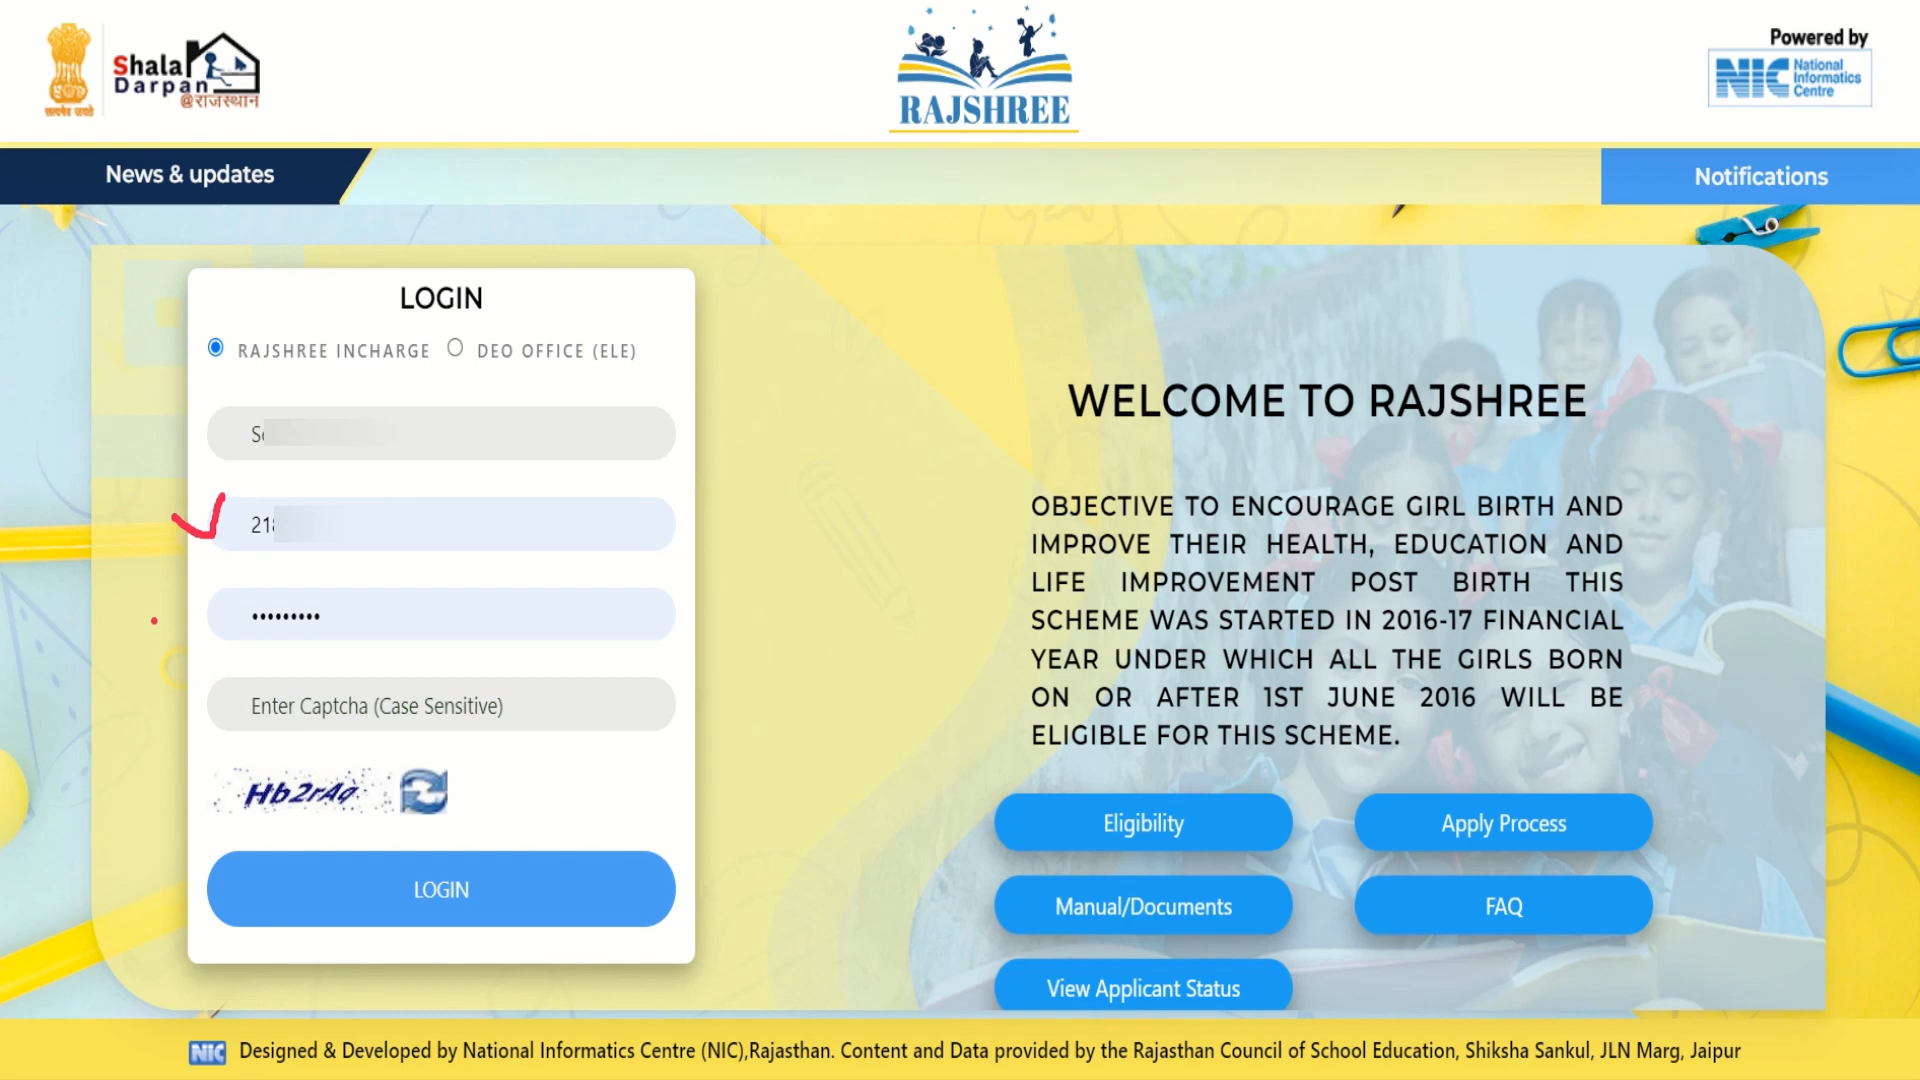 सत्यमेव जयते
Shala
Darpan
@राजस्थान
RAJSHREE
Powered by
NIC National
Informatics
Centre
News & updates
Notifications
LOGIN
RAJSHREE INCHARGE DEO OFFICE (ELE)
WELCOME TO RAJSHREE
OBJECTIVE TO ENCOURAGE GIRL BIRTH AND
IMPROVE THEIR HEALTH, EDUCATION AND
LIFE IMPROVEMENT POST BIRTH THIS
SCHEME WAS STARTED IN 2016-17 FINANCIAL
YEAR UNDER WHICH ALL THE GIRLS BORN
ON OR AFTER 1ST JUNE 2016 WILL BE
ELIGIBLE FOR THIS SCHEME.
Enter Captcha (Case Sensitive)
LOGIN
Eligibility
Apply Process
Manual/Documents
FAQ
View Applicant Status
NIC Designed & Developed by National Informatics Centre (NIC),Rajasthan. Content and Data provided by the Rajasthan Council of School Education, Shiksha Sankul, JLN Marg, Jaipur